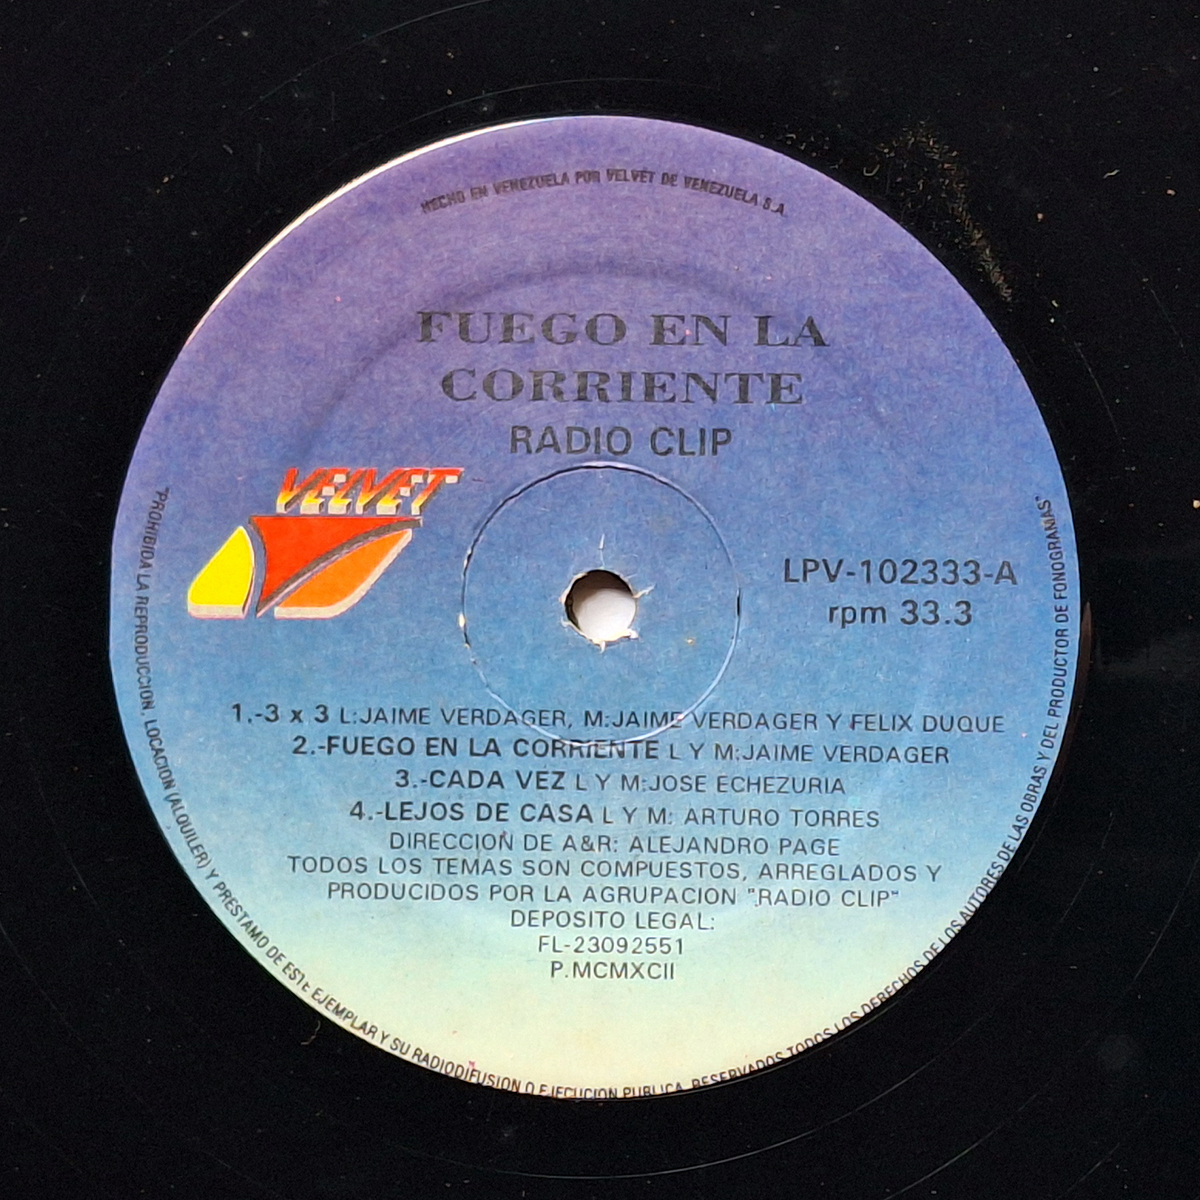 HECHO EN VENEZUELA POR VELVET DE VENEZUELA S.A.
FUEGO EN LA
CORRIENTE
RADIO CLIP
VELVET
LPV-102333-A
rpm 33.3
1.-3 x 3 L:JAIME VERDAGER, M:JAIME VERDAGER Y FELIX DUQUE
2.-FUEGO EN LA CORRIENTE L Y M:JAIME VERDAGER
3.-CADA VEZ L Y M:JOSE ECHEZURIA
4.-LEJOS DE CASA L Y M: ARTURO TORRES
DIRECCION DE A&R: ALEJANDRO PAGE
TODOS LOS TEMAS SON COMPUESTOS, ARREGLADOS Y
PRODUCIDOS POR LA AGRUPACION "RADIO CLIP"
DEPOSITO LEGAL:
FL-23092551
P.MCMXCII
"PROHIBIDA LA REPRODUCCION, LOCACION (ALQUILER) Y PRESTAMO DE ESTE EJEMPLAR Y SU RADIODIFUSION O EJECUCION PUBLICA. RESERVADOS TODOS LOS DERECHOS DE LOS AUTORES DE LAS OBRAS Y DEL PRODUCTOR DE FONOGRAMAS"